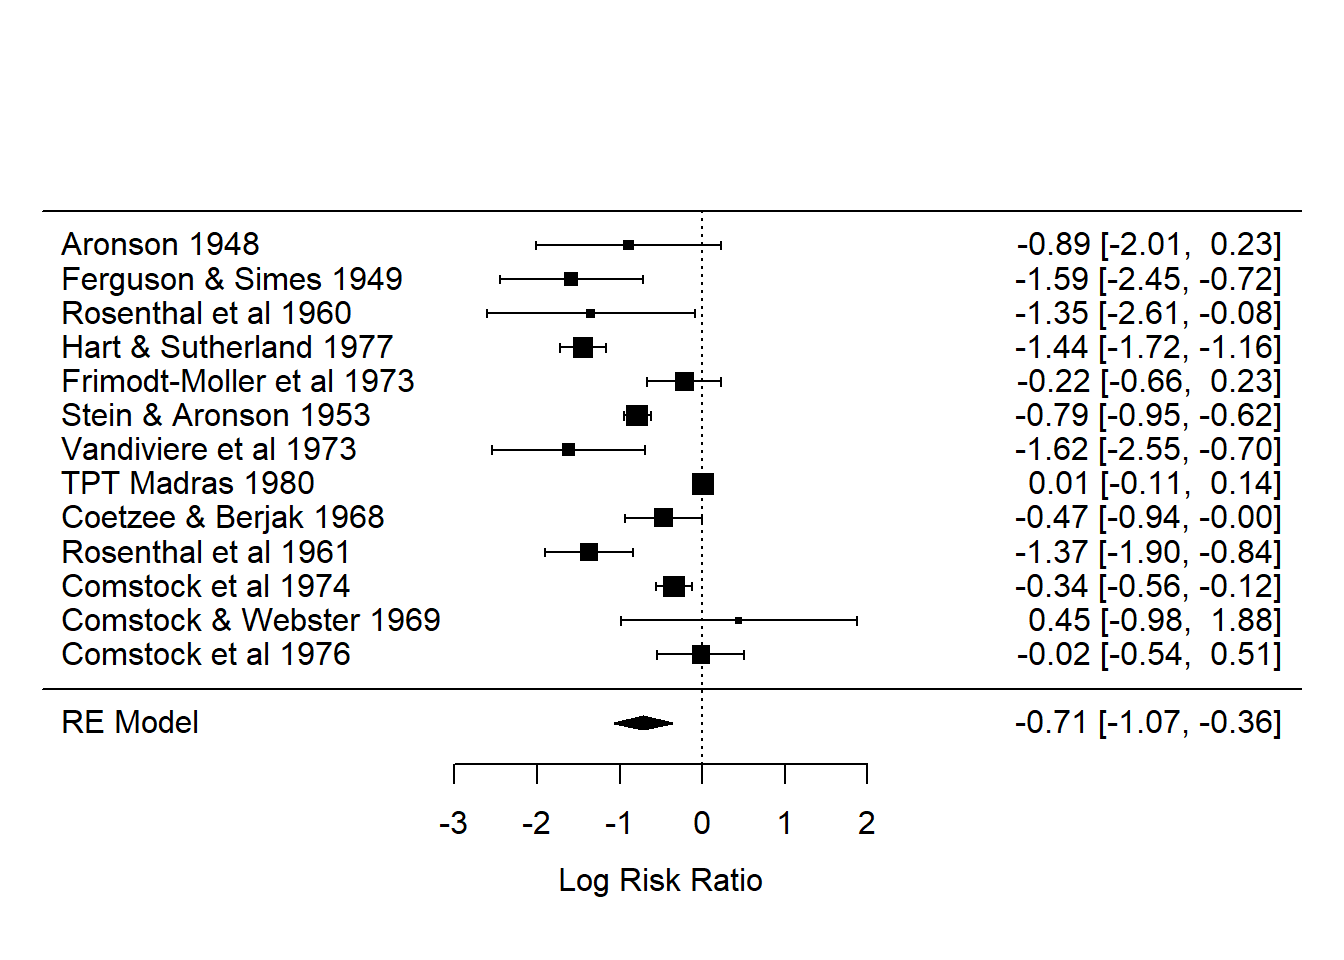 Aronson 1948 -0.89 [-2.01, 0.23]
Ferguson & Simes 1949 -1.59 [-2.45, -0.72]
Rosenthal et al 1960 -1.35 [-2.61, -0.08]
Hart & Sutherland 1977 -1.44 [-1.72, -1.16]
Frimodt-Moller et al 1973 -0.22 [-0.66, 0.23]
Stein & Aronson 1953 -0.79 [-0.95, -0.62]
Vandiviere et al 1973 -1.62 [-2.55, -0.70]
TPT Madras 1980 0.01 [-0.11, 0.14]
Coetzee & Berjak 1968 -0.47 [-0.94, -0.00]
Rosenthal et al 1961 -1.37 [-1.90, -0.84]
Comstock et al 1974 -0.34 [-0.56, -0.12]
Comstock & Webster 1969 0.45 [-0.98, 1.88]
Comstock et al 1976 -0.02 [-0.54, 0.51]
RE Model -0.71 [-1.07, -0.36]
-3 -2 -1 0 1 2
Log Risk Ratio